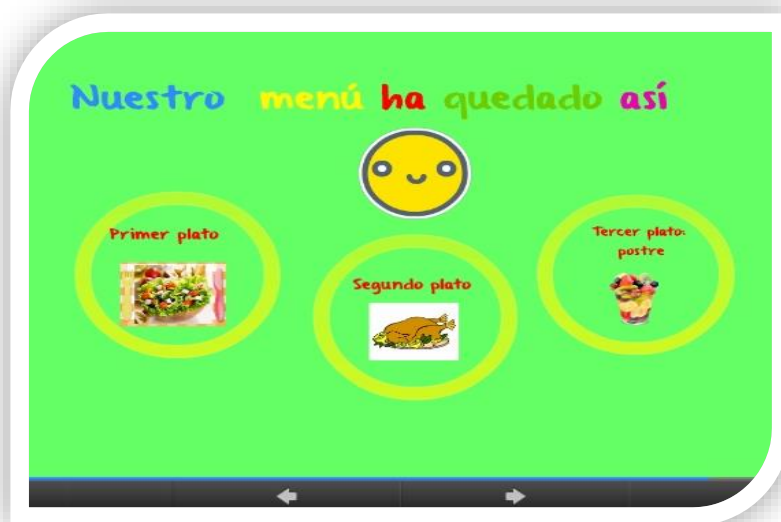 Nuestro menú ha quedado así
Primer plato
Segundo plato
Tercer plato:
postre